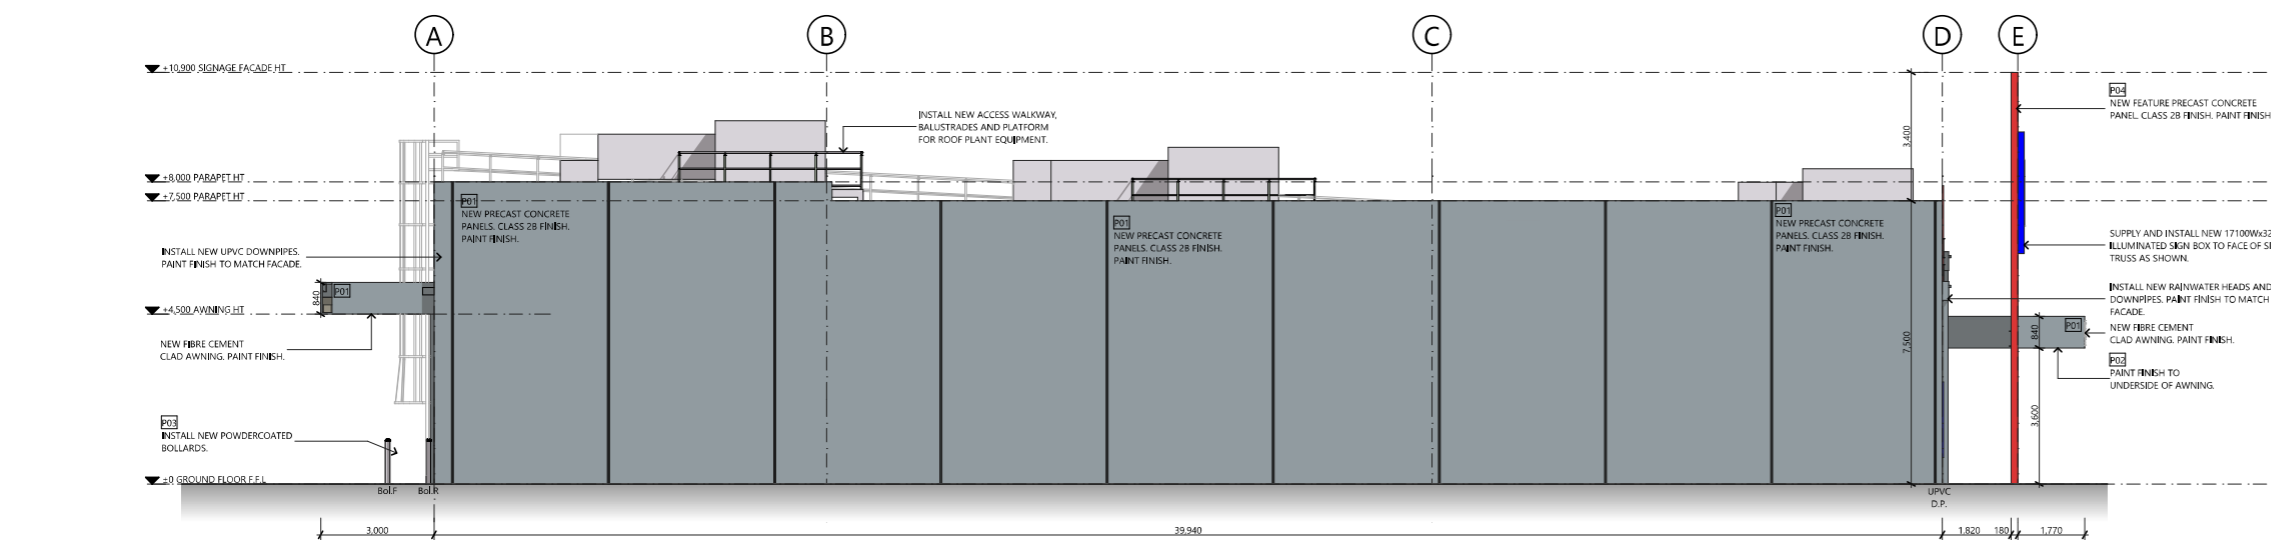 A
B
C
D
E
+10,900 SIGNAGE FACADE HT
P04
NEW FEATURE PRECAST CONCRETE
PANEL. CLASS 2B FINISH. PAINT FINISH
INSTALL NEW ACCESS WALKWAY,
BALUSTRADES AND PLATFORM
FOR ROOF PLANT EQUIPMENT.
3,400
+8,000 PARAPET HT
+7,500 PARAPET HT
P01
NEW PRECAST CONCRETE
PANELS. CLASS 2B FINISH.
PAINT FINISH.
P01
NEW PRECAST CONCRETE
PANELS. CLASS 2B FINISH.
PAINT FINISH.
P01
NEW PRECAST CONCRETE
PANELS. CLASS 2B FINISH.
PAINT FINISH.
SUPPLY AND INSTALL NEW 17100Wx32
ILLUMINATED SIGN BOX TO FACE OF SI
TRUSS AS SHOWN.
INSTALL NEW UPVC DOWNPIPES.
PAINT FINISH TO MATCH FACADE.
INSTALL NEW RAINWATER HEADS AND
DOWNPIPES. PAINT FINISH TO MATCH
FACADE.
840
P01
+4,500 AWNING HT
NEW FIBRE CEMENT
CLAD AWNING. PAINT FINISH.
7,500
840
P01
NEW FIBRE CEMENT
CLAD AWNING. PAINT FINISH.
P02
PAINT FINISH TO
UNDERSIDE OF AWNING.
3,600
P03
INSTALL NEW POWDERCOATED
BOLLARDS.
±0 GROUND FLOOR F.F.L
Bol.F
Bol.R
UPVC
D.P.
3,000
39,940
1,820
180
1,770